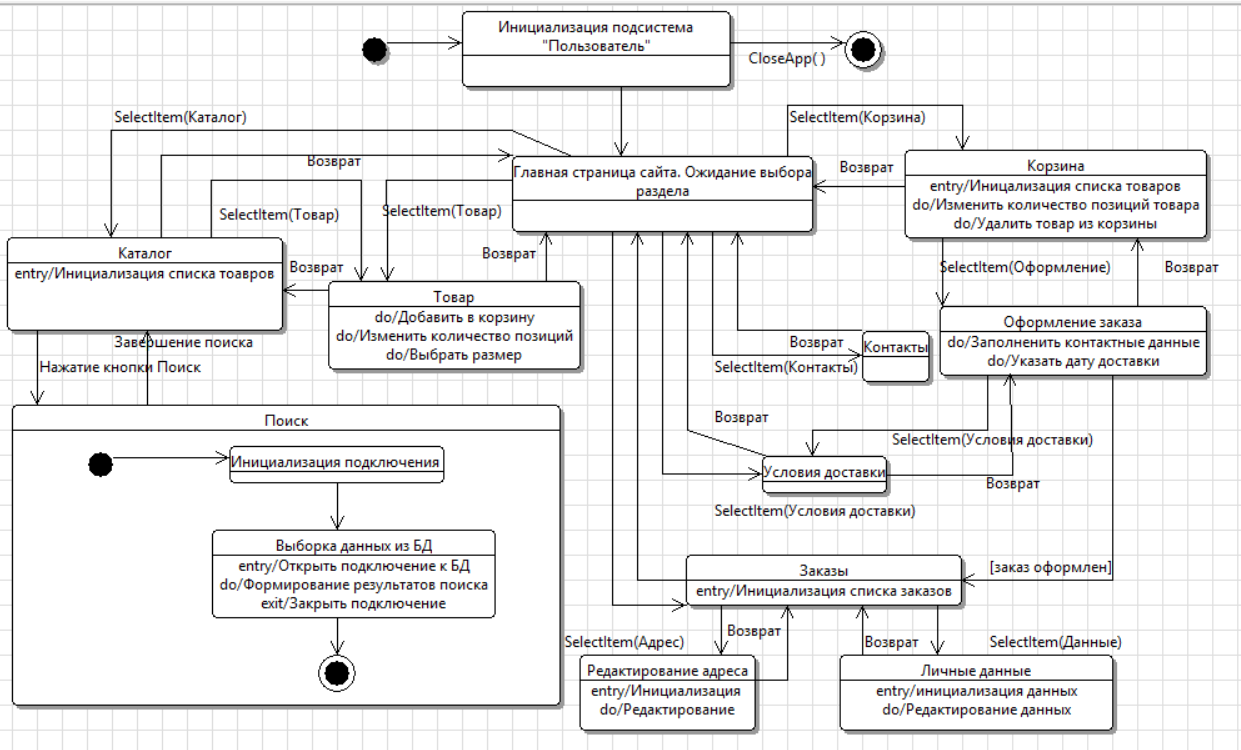 Инициализация подсистема
"Пользователь"
CloseApp( )
SelectItem(Каталог)
SelectItem(Корзина)
Возврат
Главная страница сайта. Ожидание выбора
раздела
Возврат
Корзина
entry/Иницализация списка товаров
do/Изменить количество позиций товара
do/Удалить товар из корзины
SelectItem(Товар)
SelectItem(Товар)
Каталог
entry/Инициализация списка тоавров
Возврат
Возврат
SelectItem(Оформление)
Возврат
Товар
do/Добавить в корзину
do/Изменить количество позиций
do/Выбрать размер
Оформление заказа
do/Заполненить контактные данные
do/Указать дату доставки
Завершение поиска
Нажатие кнопки Поиск
Возврат
Контакты
SelectItem(Контакты)
Поиск
Инициализация подключения
Выборка данных из БД
entry/Открыть подключение к БД
do/Формирование результатов поиска
exit/Закрыть подключение
Возврат
SelectItem(Условия доставки)
Условия доставки
Возврат
SelectItem(Условия доставки)
Заказы
entry/Инициализация списка заказов
[заказ оформлен]
SelectItem(Адрес)
Возврат
Возврат
SelectItem(Данные)
Редактирование адреса
entry/Инициализация
do/Редактирование
Личные данные
entry/инициализация данных
do/Редактирование данных